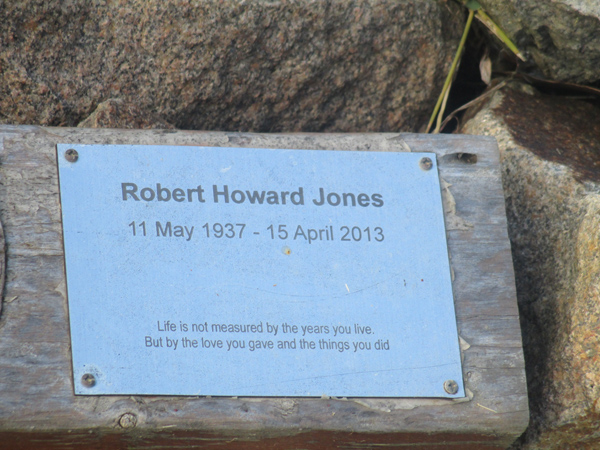 Robert Howard Jones
11 May 1937 - 15 April 2013
Life is not measured by the years you live.
But by the love you gave and the things you did